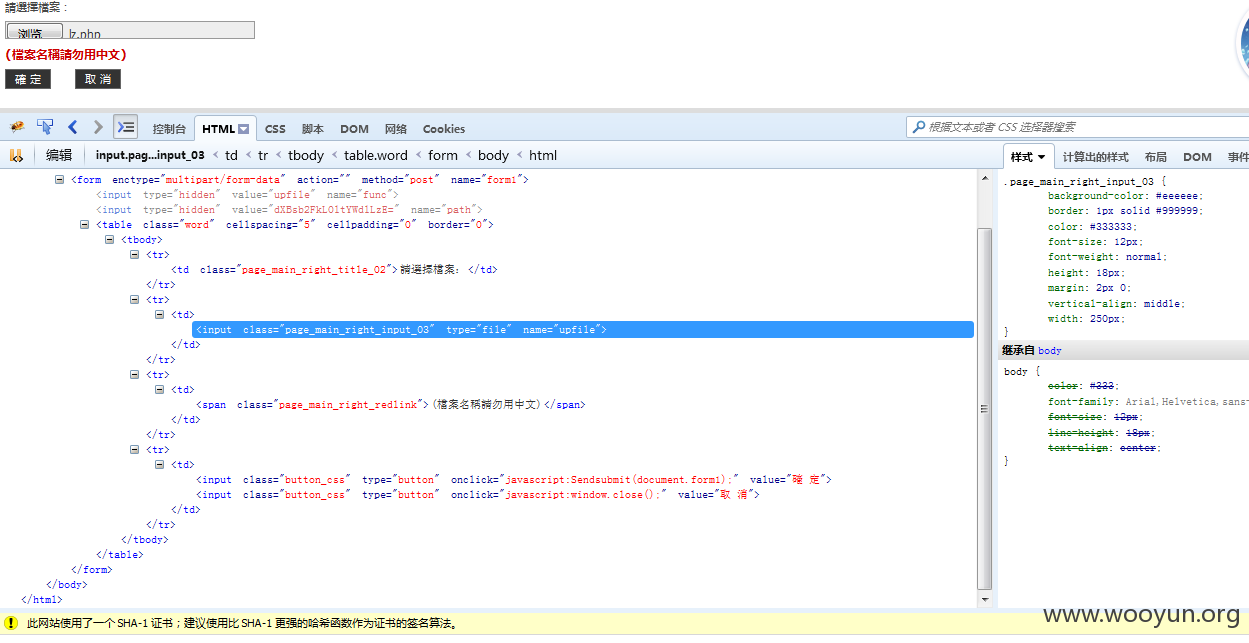 請選擇檔案：
浏览 lz.php
(檔案名稱請勿用中文)
確 定 取 消
控制台 HTML CSS 脚本 DOM 网络 Cookies
根据文本或者 CSS 选择器搜索
编辑 input.pag...input_03 < td < tr < tbody < table.word < form < body < html
样式 计算出的样式 布局 DOM 事件
<form enctype="multipart/form-data" action="" method="post" name="form1">
<input type="hidden" value="upfile" name="func">
<input type="hidden" value="dXBsb2FkL0ltYWdlLzE=" name="path">
<table class="word" cellspacing="5" cellpadding="0" border="0">
<tbody>
<tr>
<td class="page_main_right_title_02">請選擇檔案：</td>
</tr>
<tr>
<td>
<input class="page_main_right_input_03" type="file" name="upfile">
</td>
</tr>
<tr>
<td>
<span class="page_main_right_redlink">(檔案名稱請勿用中文)</span>
</td>
</tr>
<tr>
<td>
<input class="button_css" type="button" onclick="javascript:Sendsubmit(document.form1);" value="確 定">
<input class="button_css" type="button" onclick="javascript:window.close();" value="取 消">
</td>
</tr>
</tbody>
</table>
</form>
</body>
</html>
.page_main_right_input_03 {
background-color: #eeeeee;
border: 1px solid #999999;
color: #333333;
font-size: 12px;
font-weight: normal;
height: 18px;
margin: 2px 0;
vertical-align: middle;
width: 250px;
}
继承自 body
body {
color: #333;
font-family: Arial,Helvetica,sans-
font-size: 12px;
line-height: 18px;
text-align: center;
}
此网站使用了一个 SHA-1 证书；建议使用比 SHA-1 更强的哈希函数作为证书的签名算法。
www.wooyun.org